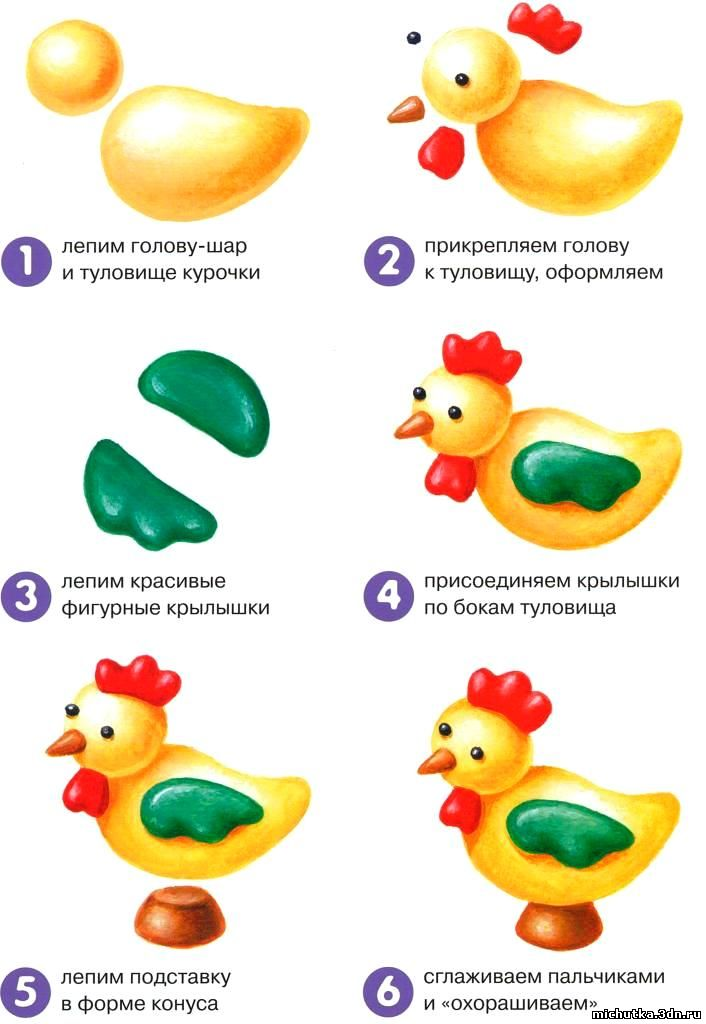 1
лепим голову-шар
и туловище курочки
2
прикрепляем голову
к туловищу, оформляем
3
лепим красивые
фигурные крылышки
4
присоединяем крылышки
по бокам туловища
5
лепим подставку
в форме конуса
6
сглаживаем пальчиками
и «охорашиваем»
michutka.3dn.ru